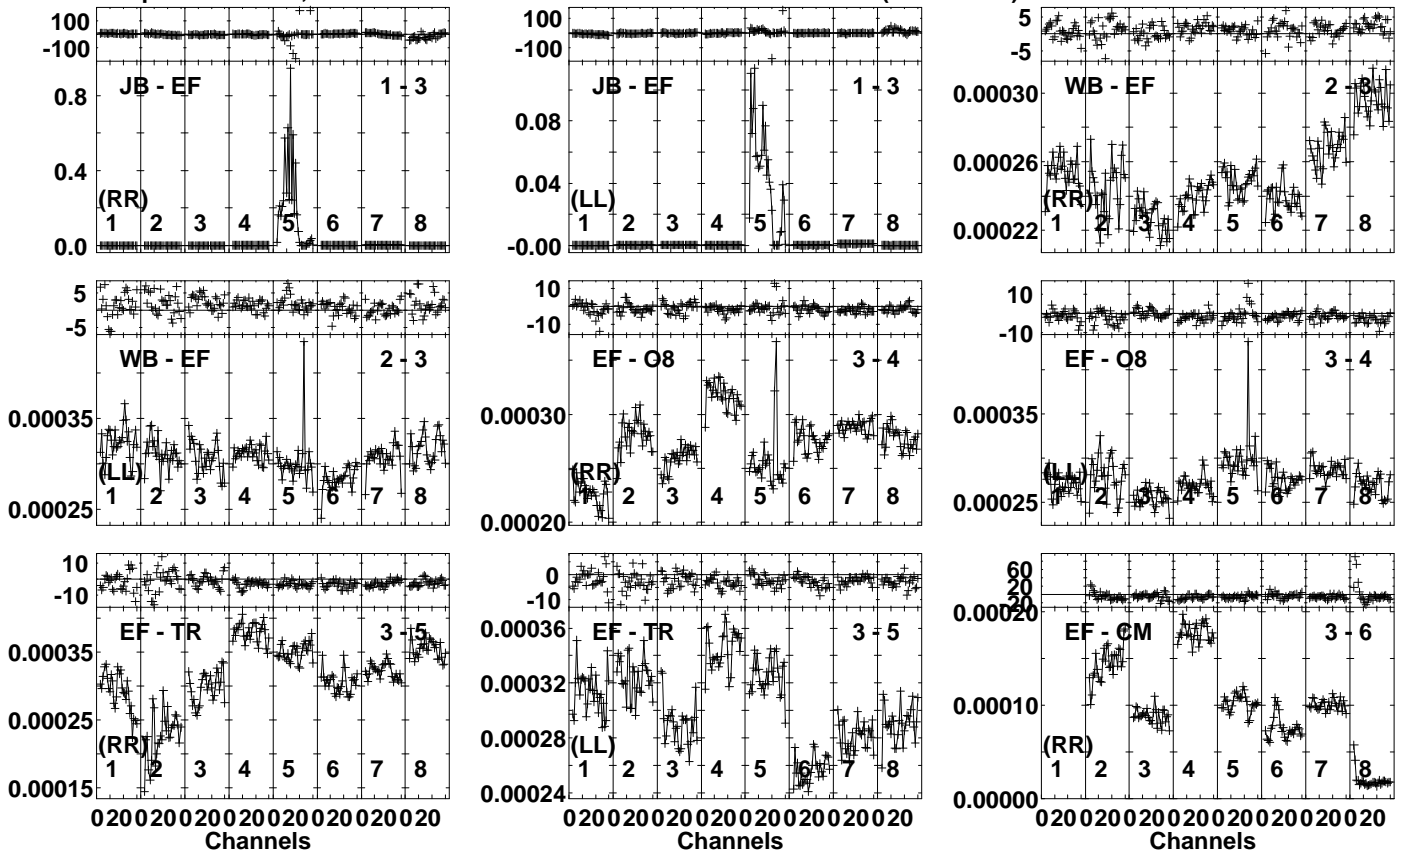 100
-100
JB - EF 1 - 3
0.8
0.4
0.0
(RR)
1 2 3 4 5 6 7 8
100
-100
JB - EF 1 - 3
0.08
0.04
-0.00
(LL)
1 2 3 4 5 6 7 8
5
-5
WB - EF 2 - 3
0.00030
0.00026
0.00022
(RR)
1 2 3 4 5 6 7 8
5
-5
WB - EF 2 - 3
0.00035
0.00025
(LL)
1 2 3 4 5 6 7 8
10
-10
EF - O8 3 - 4
0.00030
0.00020
(RR)
1 2 3 4 5 6 7 8
10
-10
EF - O8 3 - 4
0.00035
0.00025
(LL)
1 2 3 4 5 6 7 8
10
-10
EF - TR 3 - 5
0.00035
0.00025
0.00015
(RR)
1 2 3 4 5 6 7 8
0 20 0 20 0 20 0 20 0 20 0 20 0 20 0 20
Channels
0
-10
EF - TR 3 - 5
0.00036
0.00032
0.00028
0.00024
(LL)
1 2 3 4 5 6 7 8
0 20 0 20 0 20 0 20 0 20 0 20 0 20 0 20
Channels
60
20
EF - CM 3 - 6
0.00020
0.00010
0.00000
(RR)
1 2 3 4 5 6 7 8
0 20 0 20 0 20 0 20 0 20 0 20 0 20 0 20
Channels